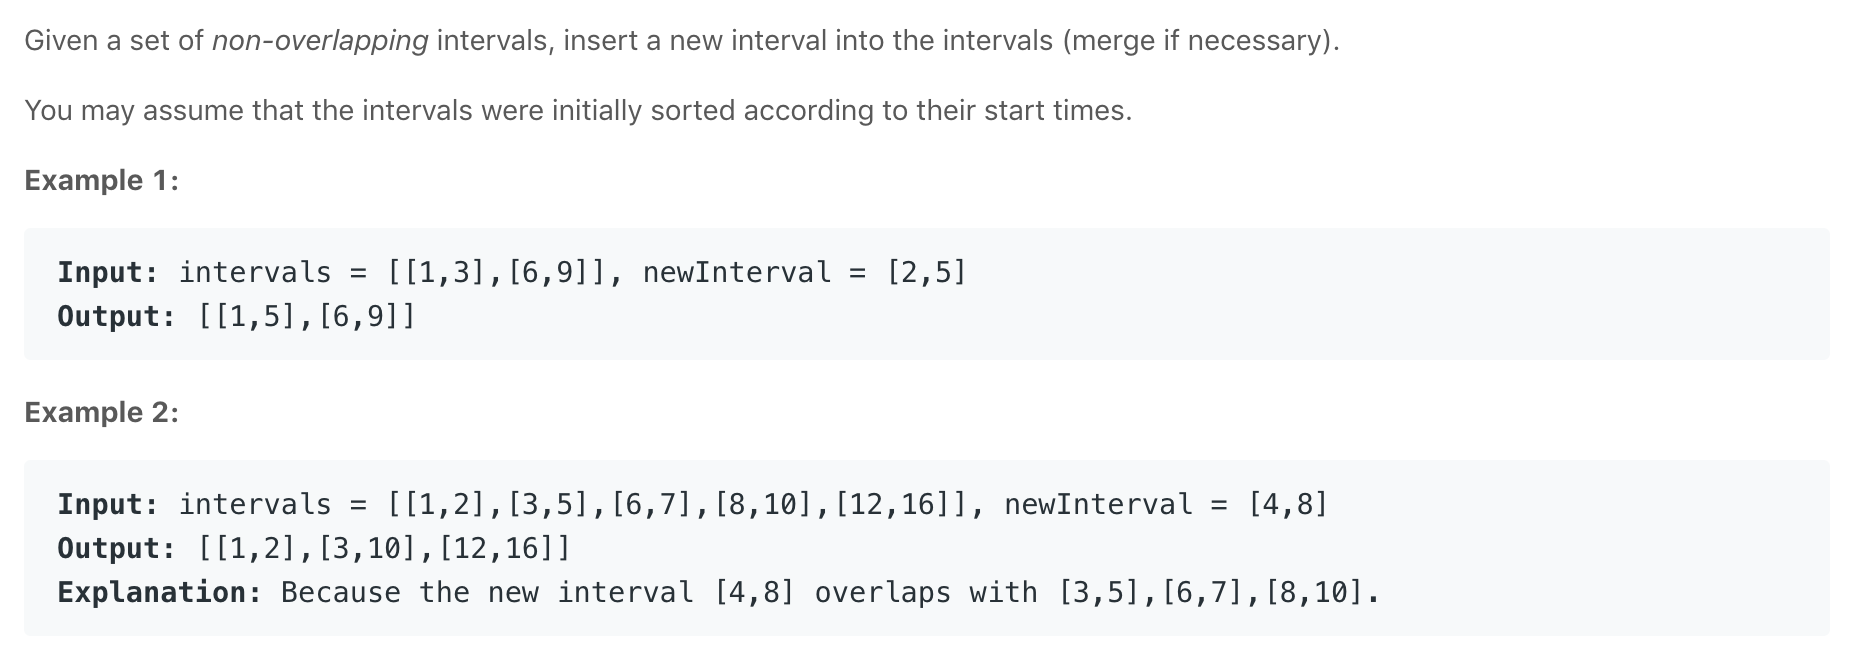 Given a set of non-overlapping intervals, insert a new interval into the intervals (merge if necessary).
You may assume that the intervals were initially sorted according to their start times.
Example 1:
Input: intervals = [[1,3],[6,9]], newInterval = [2,5]
Output: [[1,5],[6,9]]
Example 2:
Input: intervals = [[1,2],[3,5],[6,7],[8,10],[12,16]], newInterval = [4,8]
Output: [[1,2],[3,10],[12,16]]
Explanation: Because the new interval [4,8] overlaps with [3,5],[6,7],[8,10].